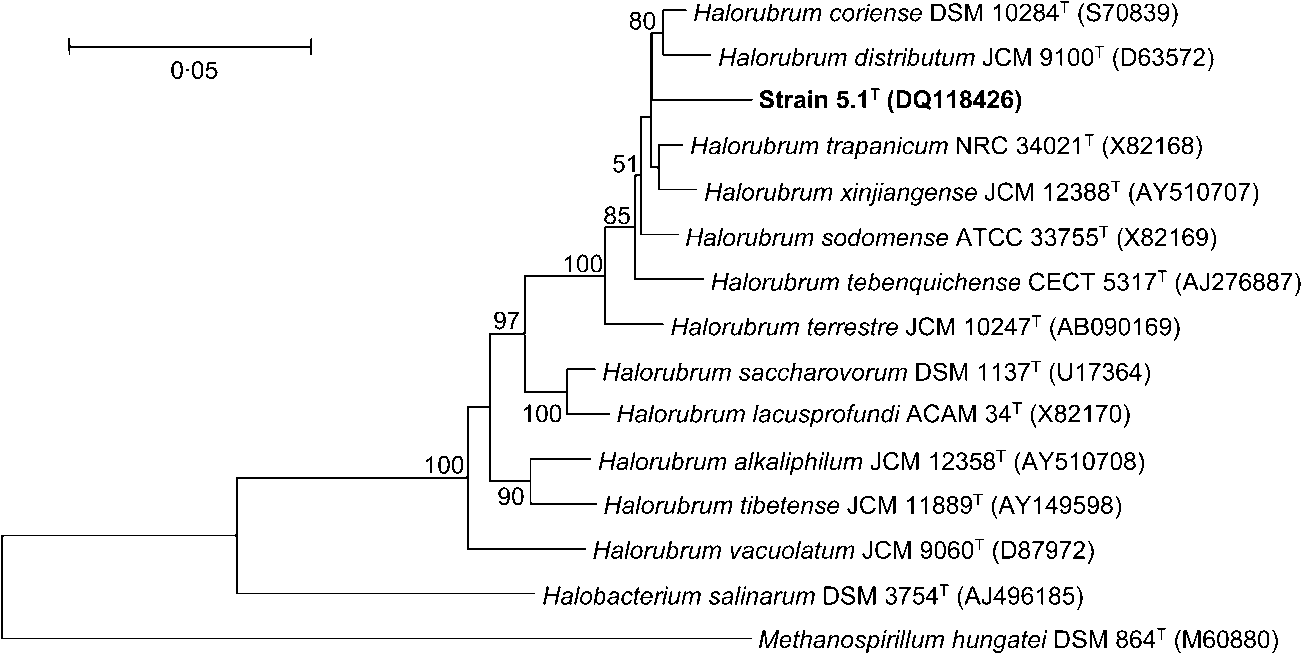 80
Halorubrum coriense DSM 10284ᵀ (S70839)
0·05
Halorubrum distributum JCM 9100ᵀ (D63572)
Strain 5.1ᵀ (DQ118426)
Halorubrum trapanicum NRC 34021ᵀ (X82168)
51
Halorubrum xinjiangense JCM 12388ᵀ (AY510707)
85
Halorubrum sodomense ATCC 33755ᵀ (X82169)
100
Halorubrum tebenquichense CECT 5317ᵀ (AJ276887)
97
Halorubrum terrestre JCM 10247ᵀ (AB090169)
Halorubrum saccharovorum DSM 1137ᵀ (U17364)
100
Halorubrum lacusprofundi ACAM 34ᵀ (X82170)
100
Halorubrum alkaliphilum JCM 12358ᵀ (AY510708)
90
Halorubrum tibetense JCM 11889ᵀ (AY149598)
Halorubrum vacuolatum JCM 9060ᵀ (D87972)
Halobacterium salinarum DSM 3754ᵀ (AJ496185)
Methanospirillum hungatei DSM 864ᵀ (M60880)